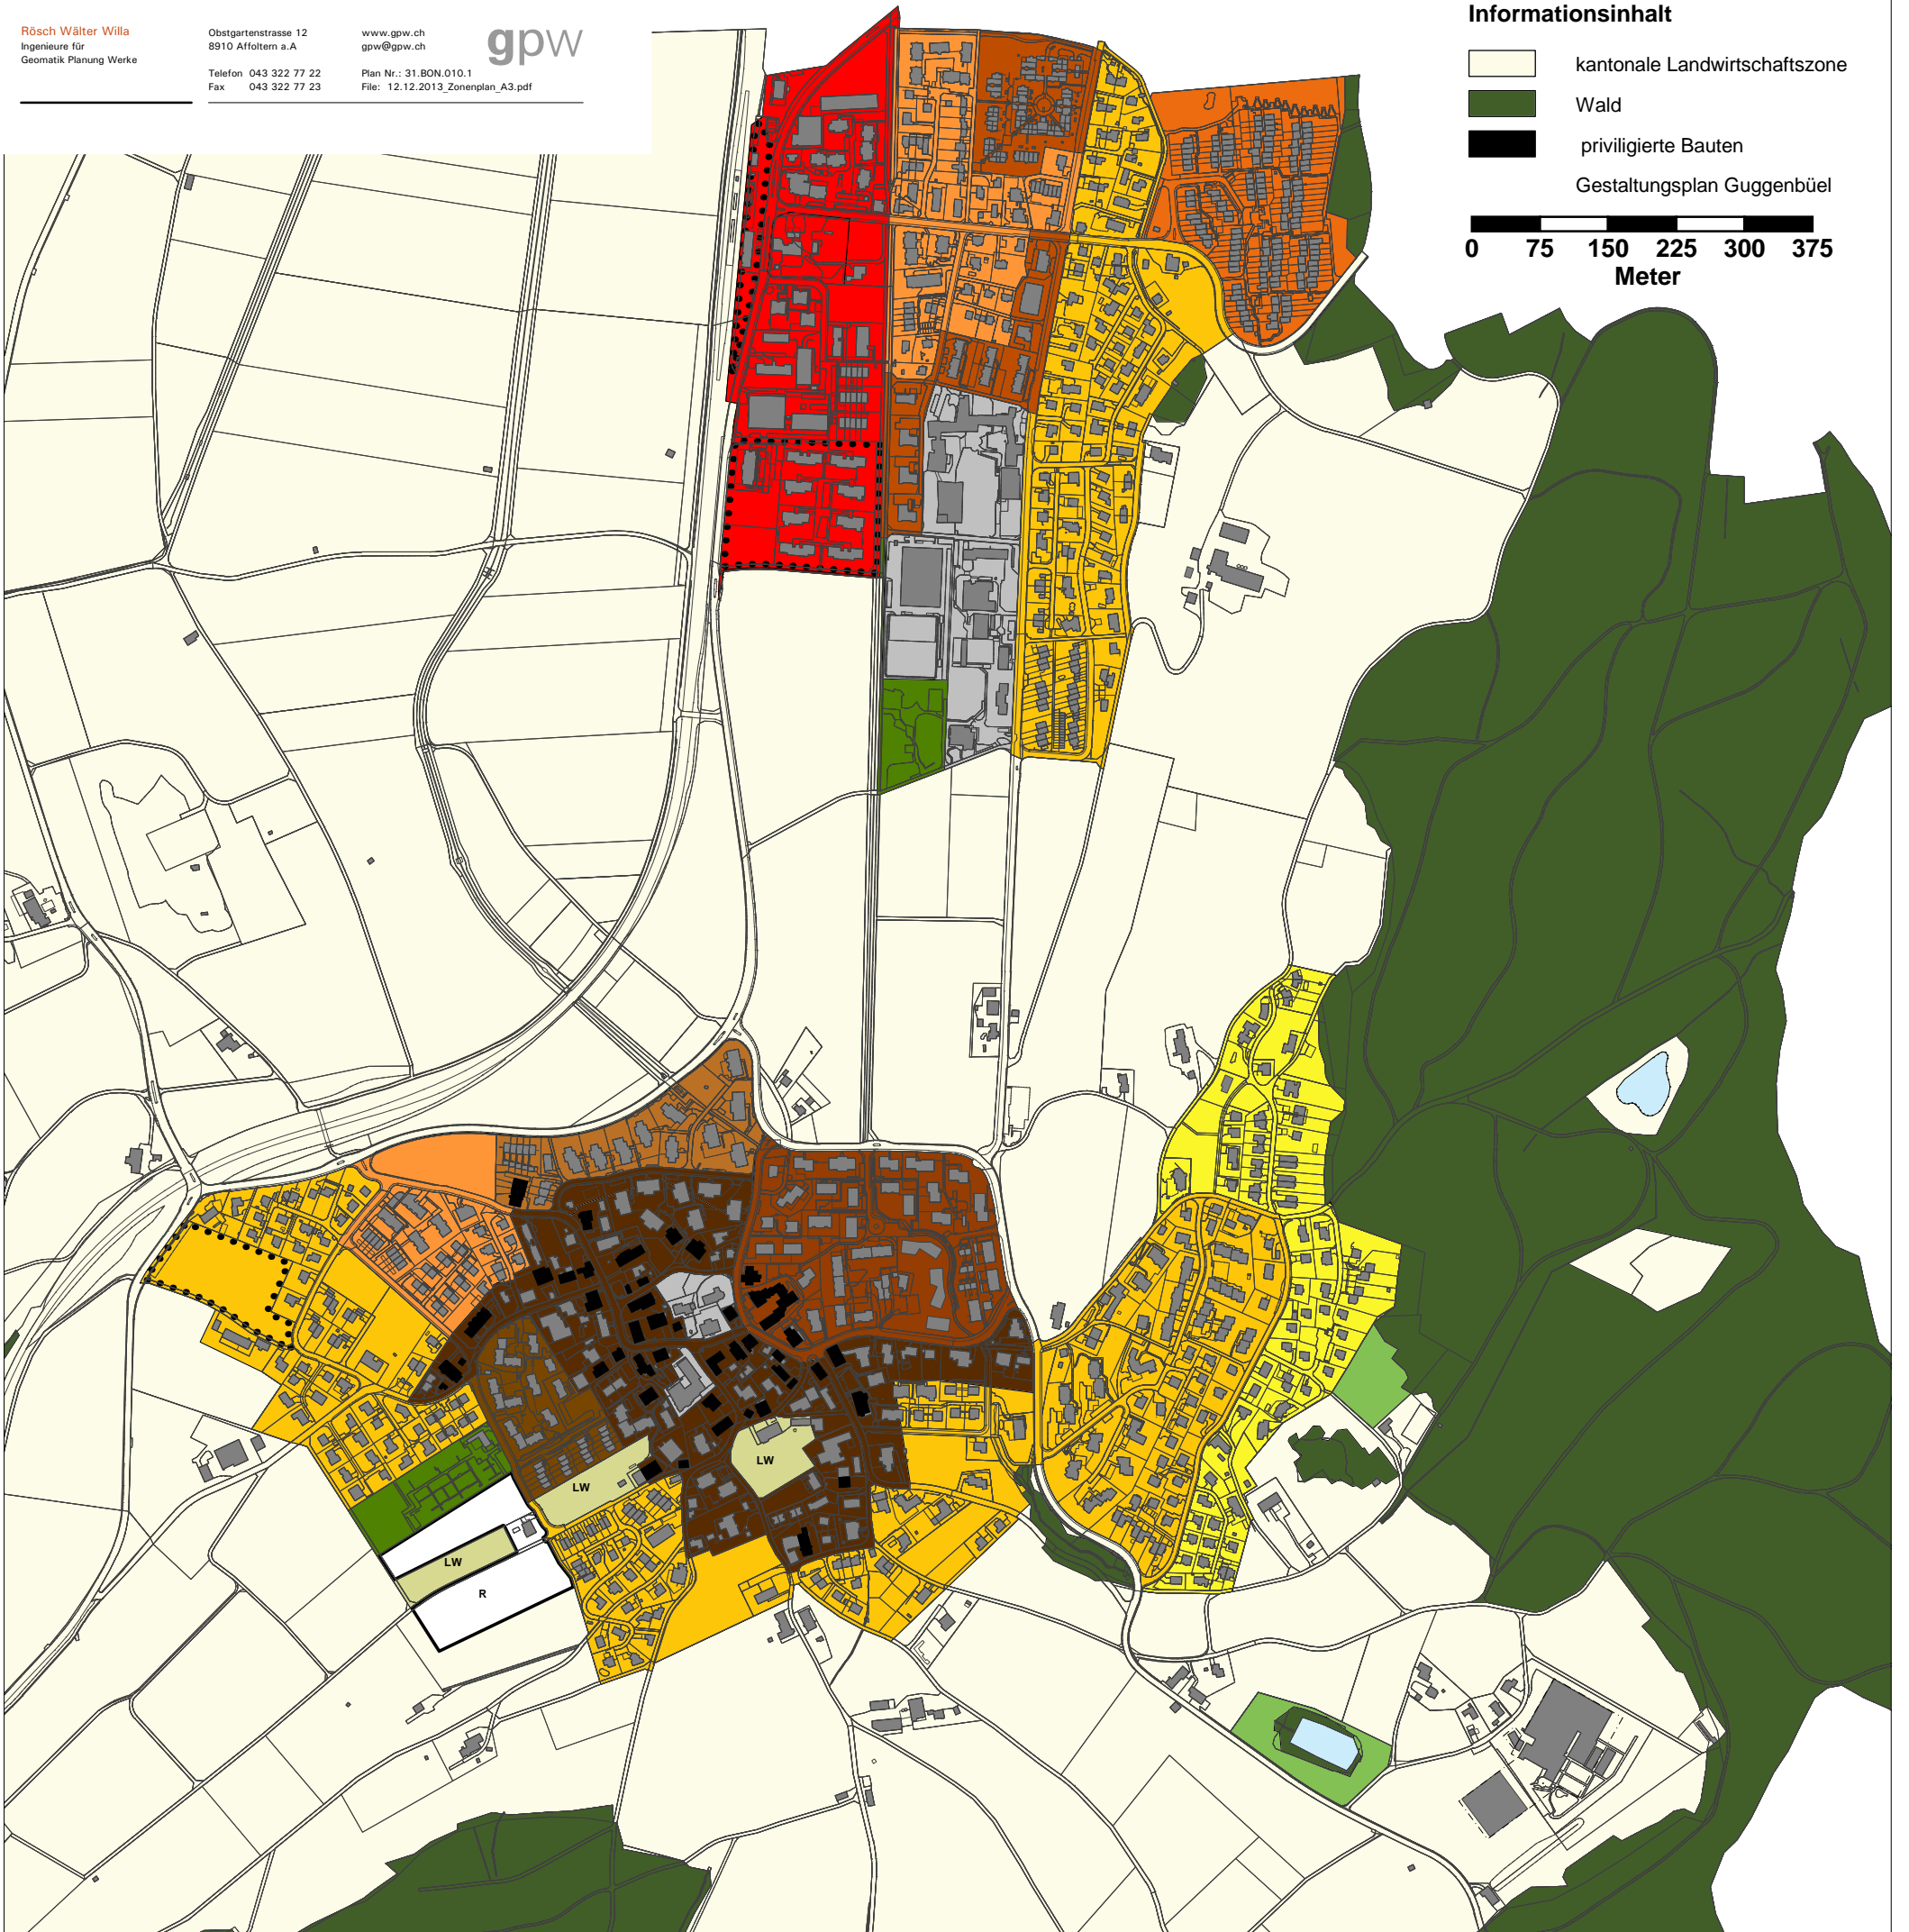 Rösch Wälter Willa
Ingenieure für
Geomatik Planung Werke
Obstgartenstrasse 12
8910 Affoltern a.A
Telefon 043 322 77 22
Fax 043 322 77 23
www.gpw.ch
gpw@gpw.ch
Plan Nr.: 31.BON.010.1
File: 12.12.2013_Zonenplan_A3.pdf
gpw
Informationsinhalt
kantonale Landwirtschaftszone
Wald
priviligierte Bauten
Gestaltungsplan Guggenbüel
0 75 150 225 300 375
Meter
LW
LW
LW
R